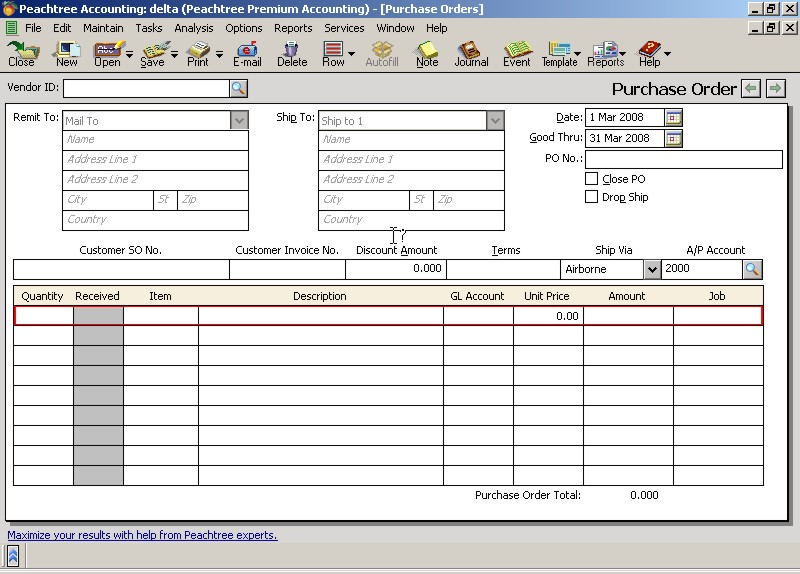 Peachtree Accounting: delta (Peachtree Premium Accounting) - [Purchase Orders]
File Edit Maintain Tasks Analysis Options Reports Services Window Help
Close New Open Save Print E-mail Delete Row Autofill Note Journal Event Template Reports Help
Vendor ID: Purchase Order
Remit To: Mail To Ship To: Ship to 1 Date: 1 Mar 2008
Name Name Good Thru: 31 Mar 2008
Address Line 1 Address Line 1 PO No.:
Address Line 2 Address Line 2 Close PO
City St Zip City St Zip Drop Ship
Country Country
Customer SO No. Customer Invoice No. Discount Amount Terms Ship Via A/P Account
0.000 Airborne 2000
Quantity Received Item Description GL Account Unit Price Amount Job
0.00
Purchase Order Total: 0.000
Maximize your results with help from Peachtree experts.